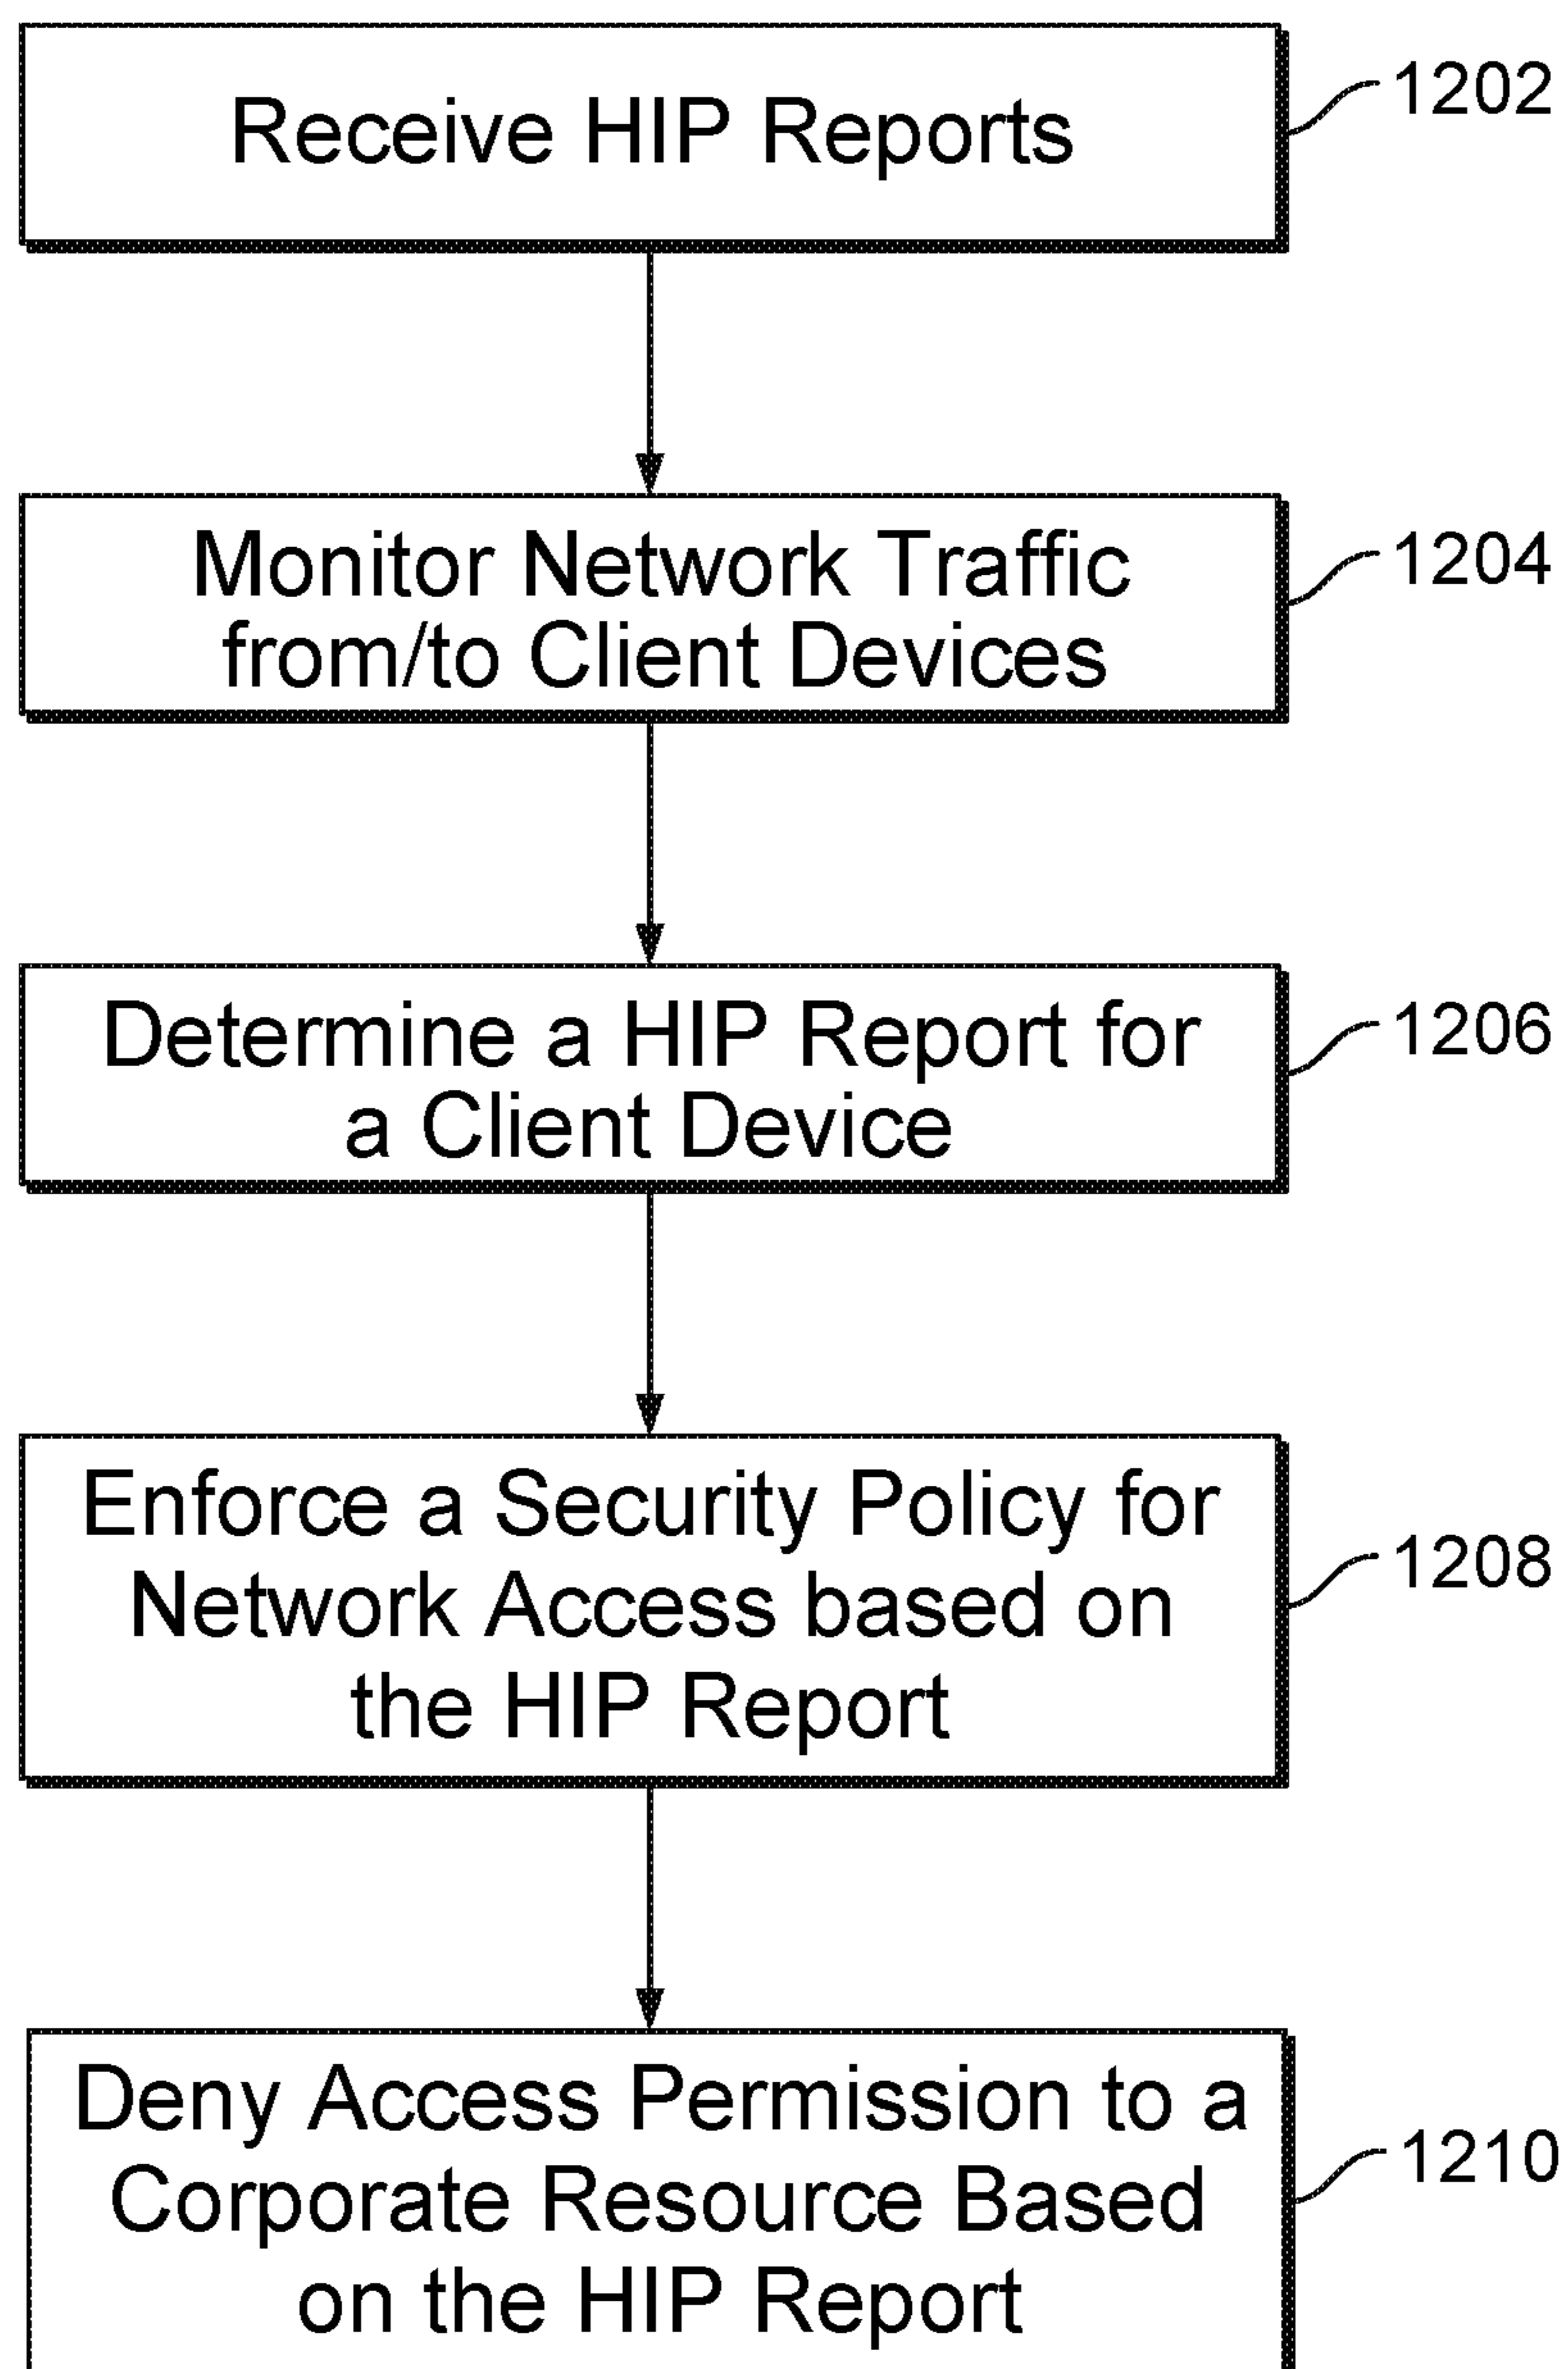 Receive HIP Reports
1202
Monitor Network Traffic
from/to Client Devices
1204
Determine a HIP Report for
a Client Device
1206
Enforce a Security Policy for
Network Access based on
the HIP Report
1208
Deny Access Permission to a
Corporate Resource Based
on the HIP Report
1210